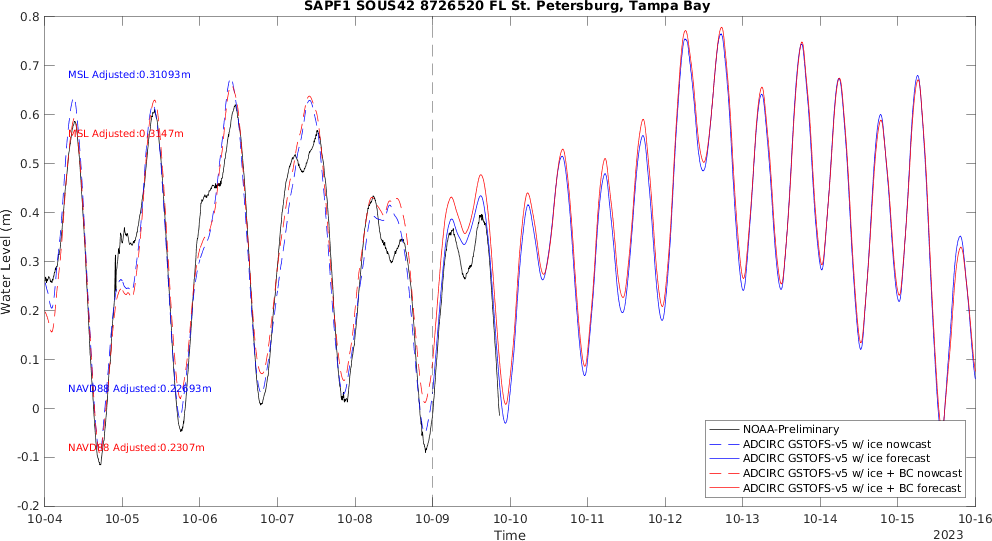 SAPF1 SOUS42 8726520 FL St. Petersburg, Tampa Bay
0.8
0.7
0.6
0.5
0.4
0.3
0.2
0.1
0
-0.1
-0.2
Water Level (m)
MSL Adjusted:0.31093m
MSL Adjusted:0.3147m
NAVD88 Adjusted:0.22693m
NAVD88 Adjusted:0.2307m
NOAA-Preliminary
ADCIRC GSTOFS-v5 w/ ice nowcast
ADCIRC GSTOFS-v5 w/ ice forecast
ADCIRC GSTOFS-v5 w/ ice + BC nowcast
ADCIRC GSTOFS-v5 w/ ice + BC forecast
10-04 10-05 10-06 10-07 10-08 10-09 10-10 10-11 10-12 10-13 10-14 10-15 10-16
Time
2023